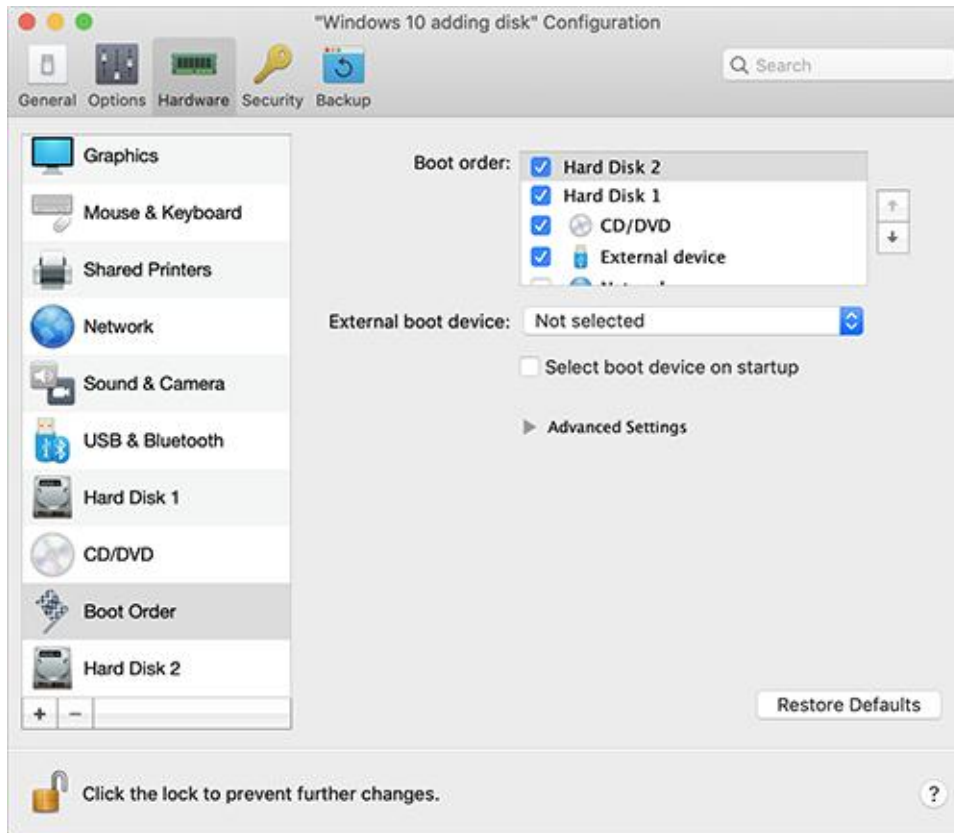 "Windows 10 adding disk" Configuration
General Options Hardware Security Backup
Search
Graphics
Mouse & Keyboard
Shared Printers
Network
Sound & Camera
USB & Bluetooth
Hard Disk 1
CD/DVD
Boot Order
Hard Disk 2
+ −
Boot order:
Hard Disk 2
Hard Disk 1
CD/DVD
External device
External boot device: Not selected
Select boot device on startup
Advanced Settings
Restore Defaults
Click the lock to prevent further changes.
?